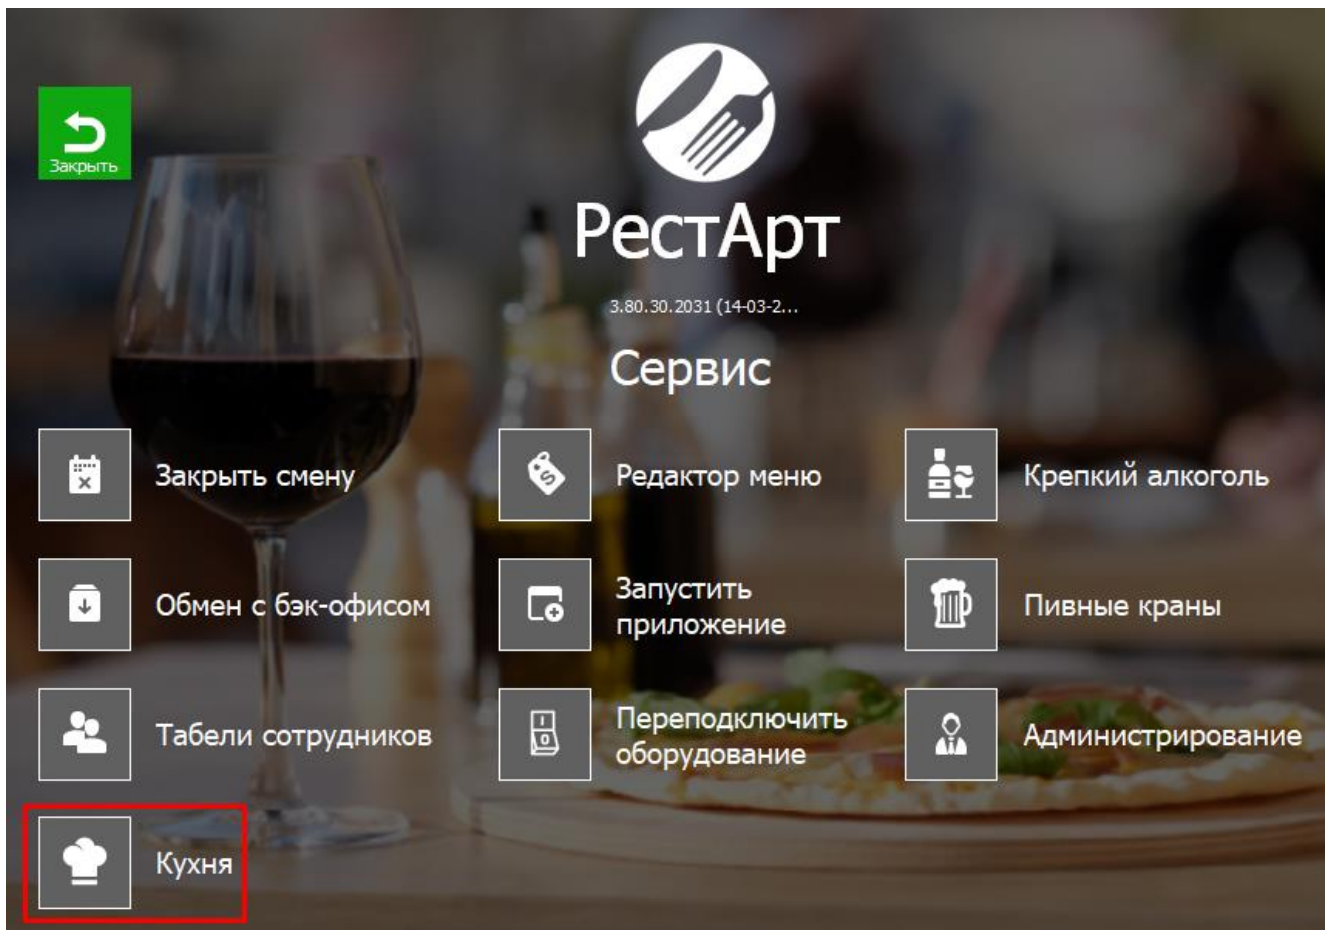 Закрыть
РестАрт
3.80.30.2031 (14-03-2...
Сервис
Закрыть смену
Редактор меню
Крепкий алкоголь
Обмен с бэк-офисом
Запустить
приложение
Пивные краны
Табели сотрудников
Переподключить
оборудование
Администрирование
Кухня